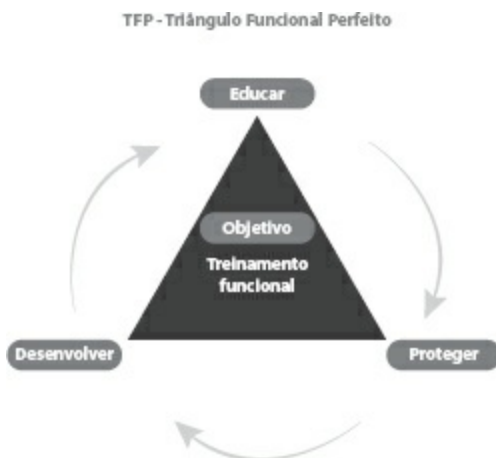 TFP - Triângulo Funcional Perfeito
Educar
Objetivo
Treinamento
funcional
Desenvolver
Proteger